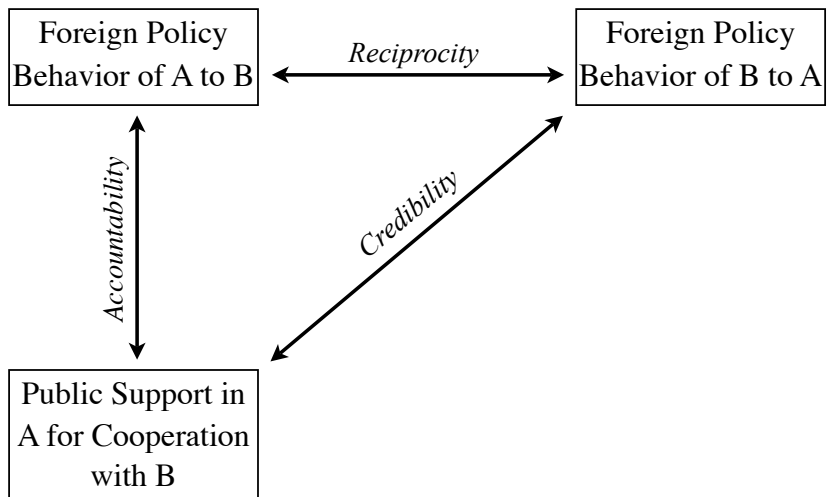 Foreign Policy
Behavior of A to B
Reciprocity
Foreign Policy
Behavior of B to A
Accountability
Credibility
Public Support in
A for Cooperation
with B